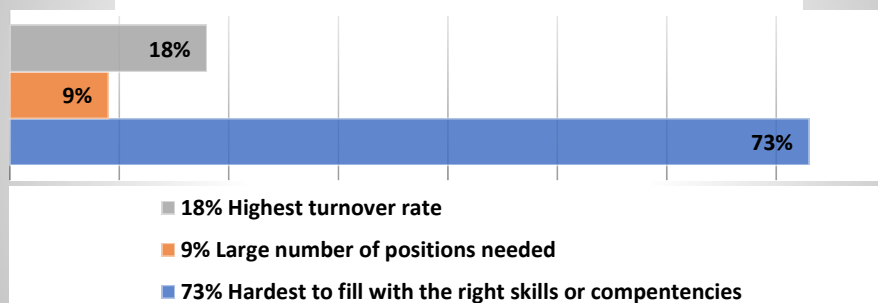 18%
9%
73%
18% Highest turnover rate
9% Large number of positions needed
73% Hardest to fill with the right skills or compentencies